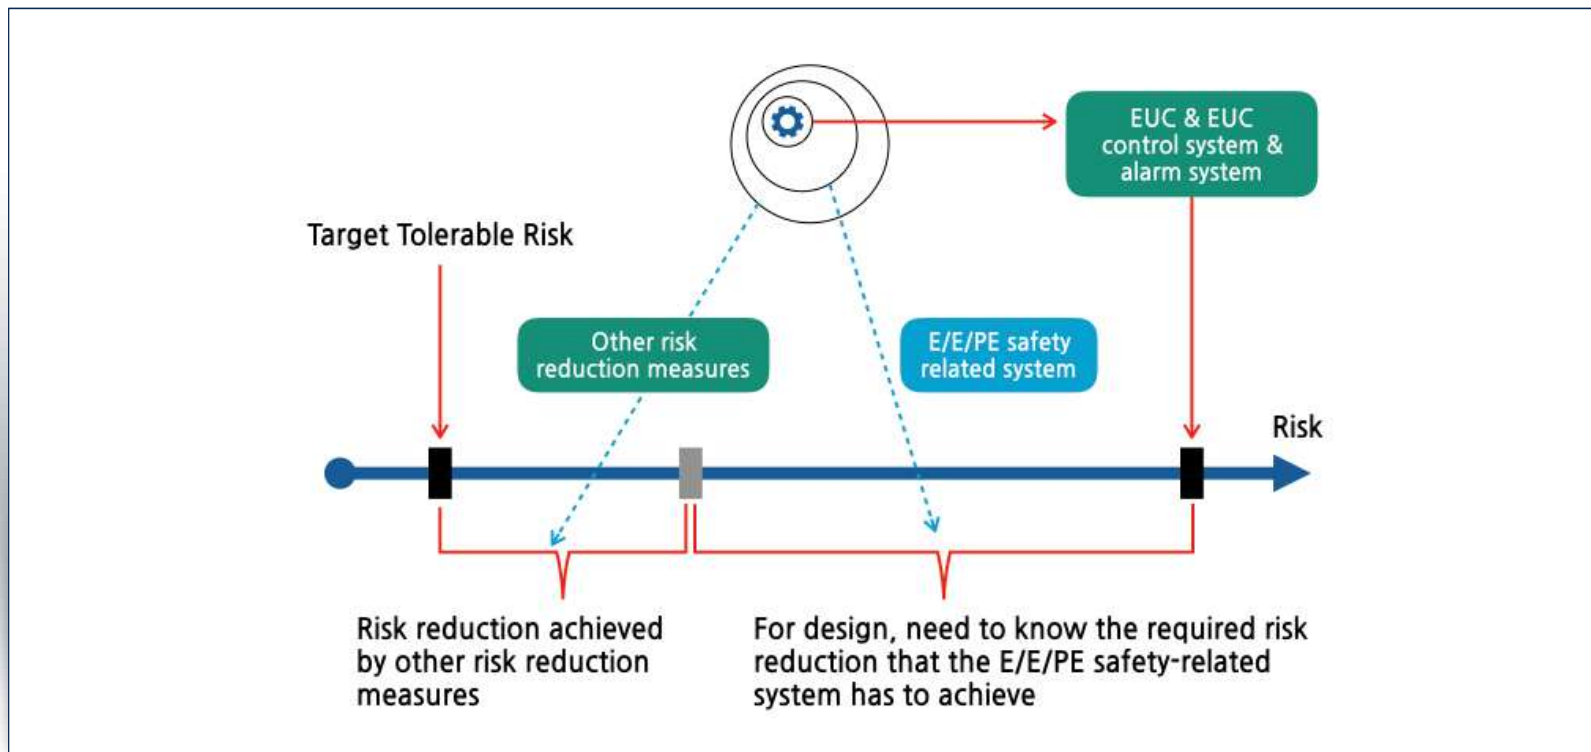 EUC & EUC
control system &
alarm system
Target Tolerable Risk
Other risk
reduction measures
E/E/PE safety
related system
Risk
Risk reduction achieved
by other risk reduction
measures
For design, need to know the required risk
reduction that the E/E/PE safety-related
system has to achieve